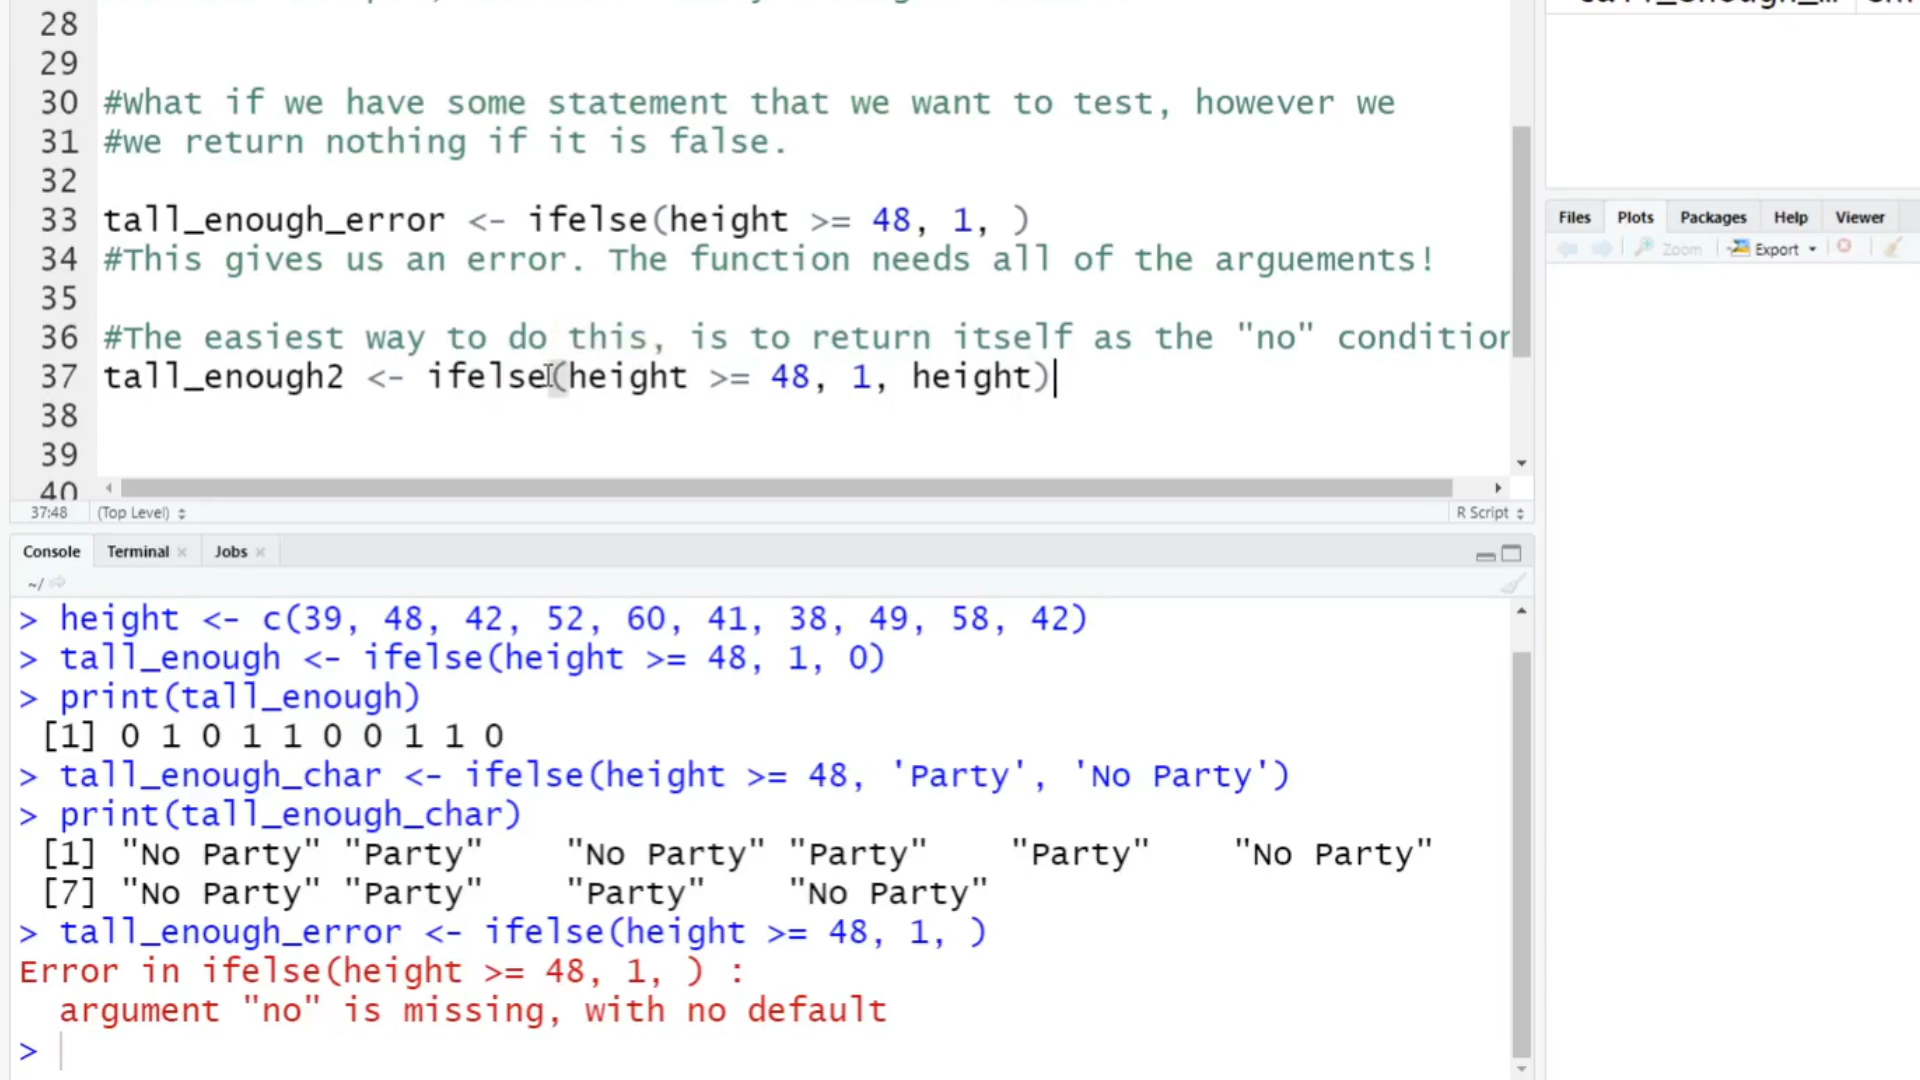 28
29
30 #What if we have some statement that we want to test, however we
31 #we return nothing if it is false.
32
33 tall_enough_error <- ifelse(height >= 48, 1, )
34 #This gives us an error. The function needs all of the arguements!
35
36 #The easiest way to do this, is to return itself as the "no" condition
37 tall_enough2 <- ifelse(height >= 48, 1, height)
38
39
40
37:48 (Top Level) R Script
Files Plots Packages Help Viewer
Zoom Export
Console Terminal Jobs
~/
> height <- c(39, 48, 42, 52, 60, 41, 38, 49, 58, 42)
> tall_enough <- ifelse(height >= 48, 1, 0)
> print(tall_enough)
[1] 0 1 0 1 1 0 0 1 1 0
> tall_enough_char <- ifelse(height >= 48, 'Party', 'No Party')
> print(tall_enough_char)
[1] "No Party" "Party" "No Party" "Party" "Party" "No Party"
[7] "No Party" "Party" "Party" "No Party"
> tall_enough_error <- ifelse(height >= 48, 1, )
Error in ifelse(height >= 48, 1, ) :
argument "no" is missing, with no default
>